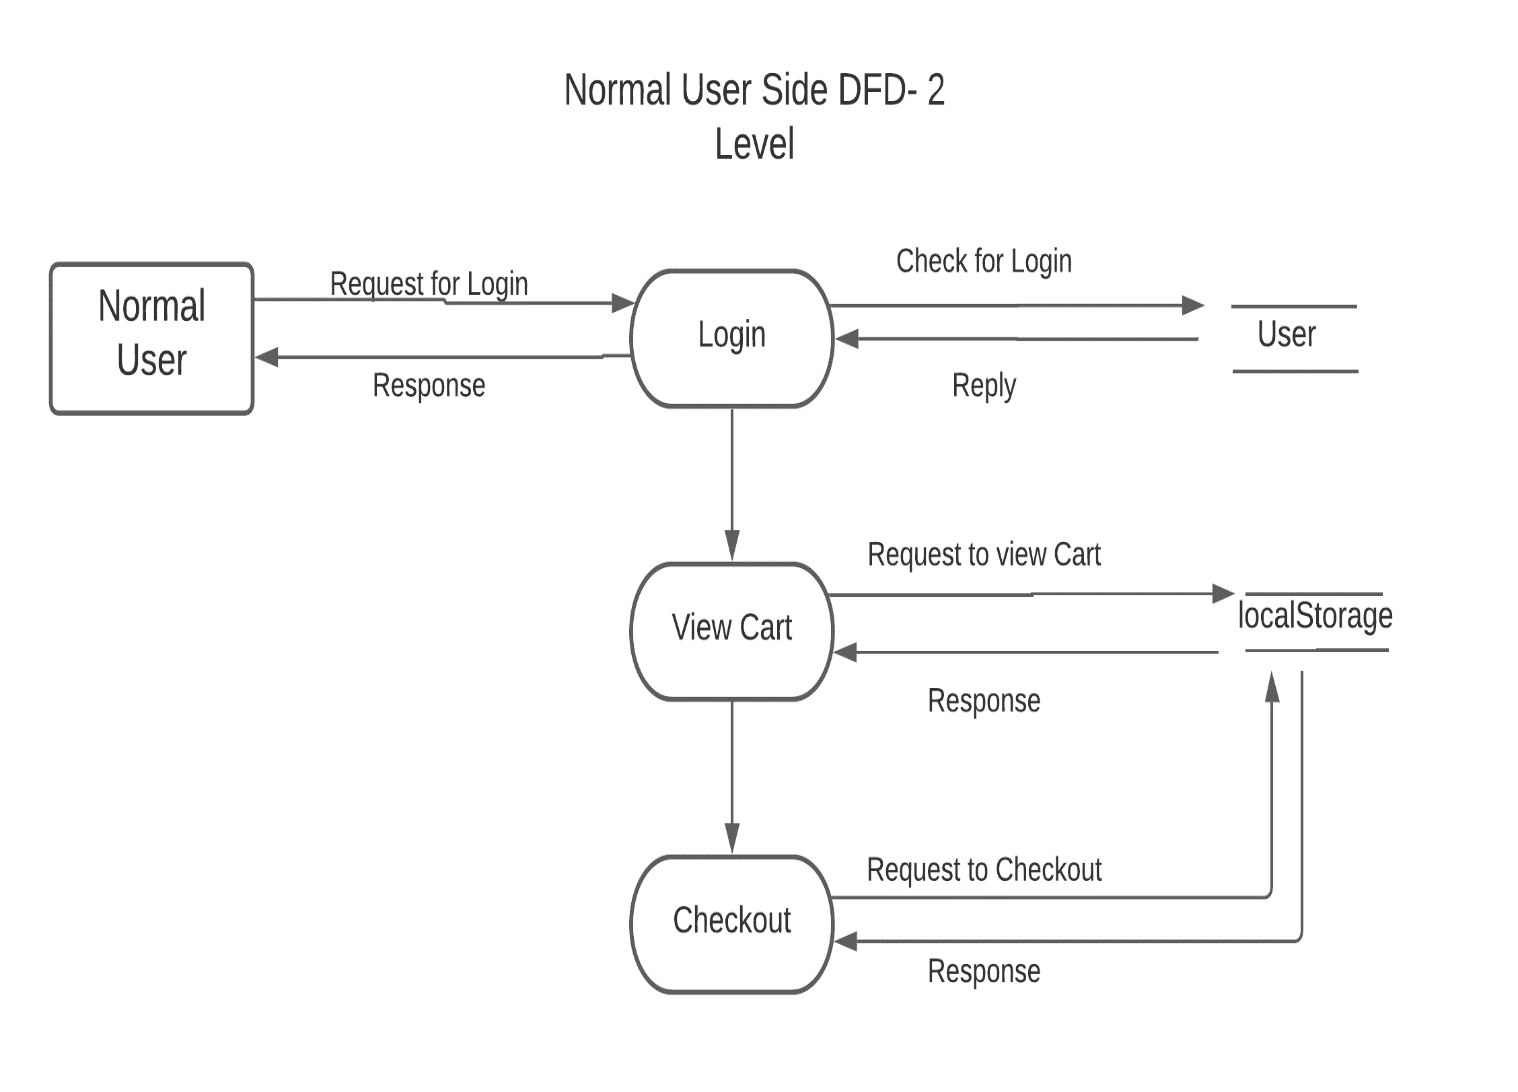 Normal User Side DFD- 2
Level
Normal
User
Request for Login
Response
Login
Check for Login
Reply
User
View Cart
Request to view Cart
Response
localStorage
Checkout
Request to Checkout
Response